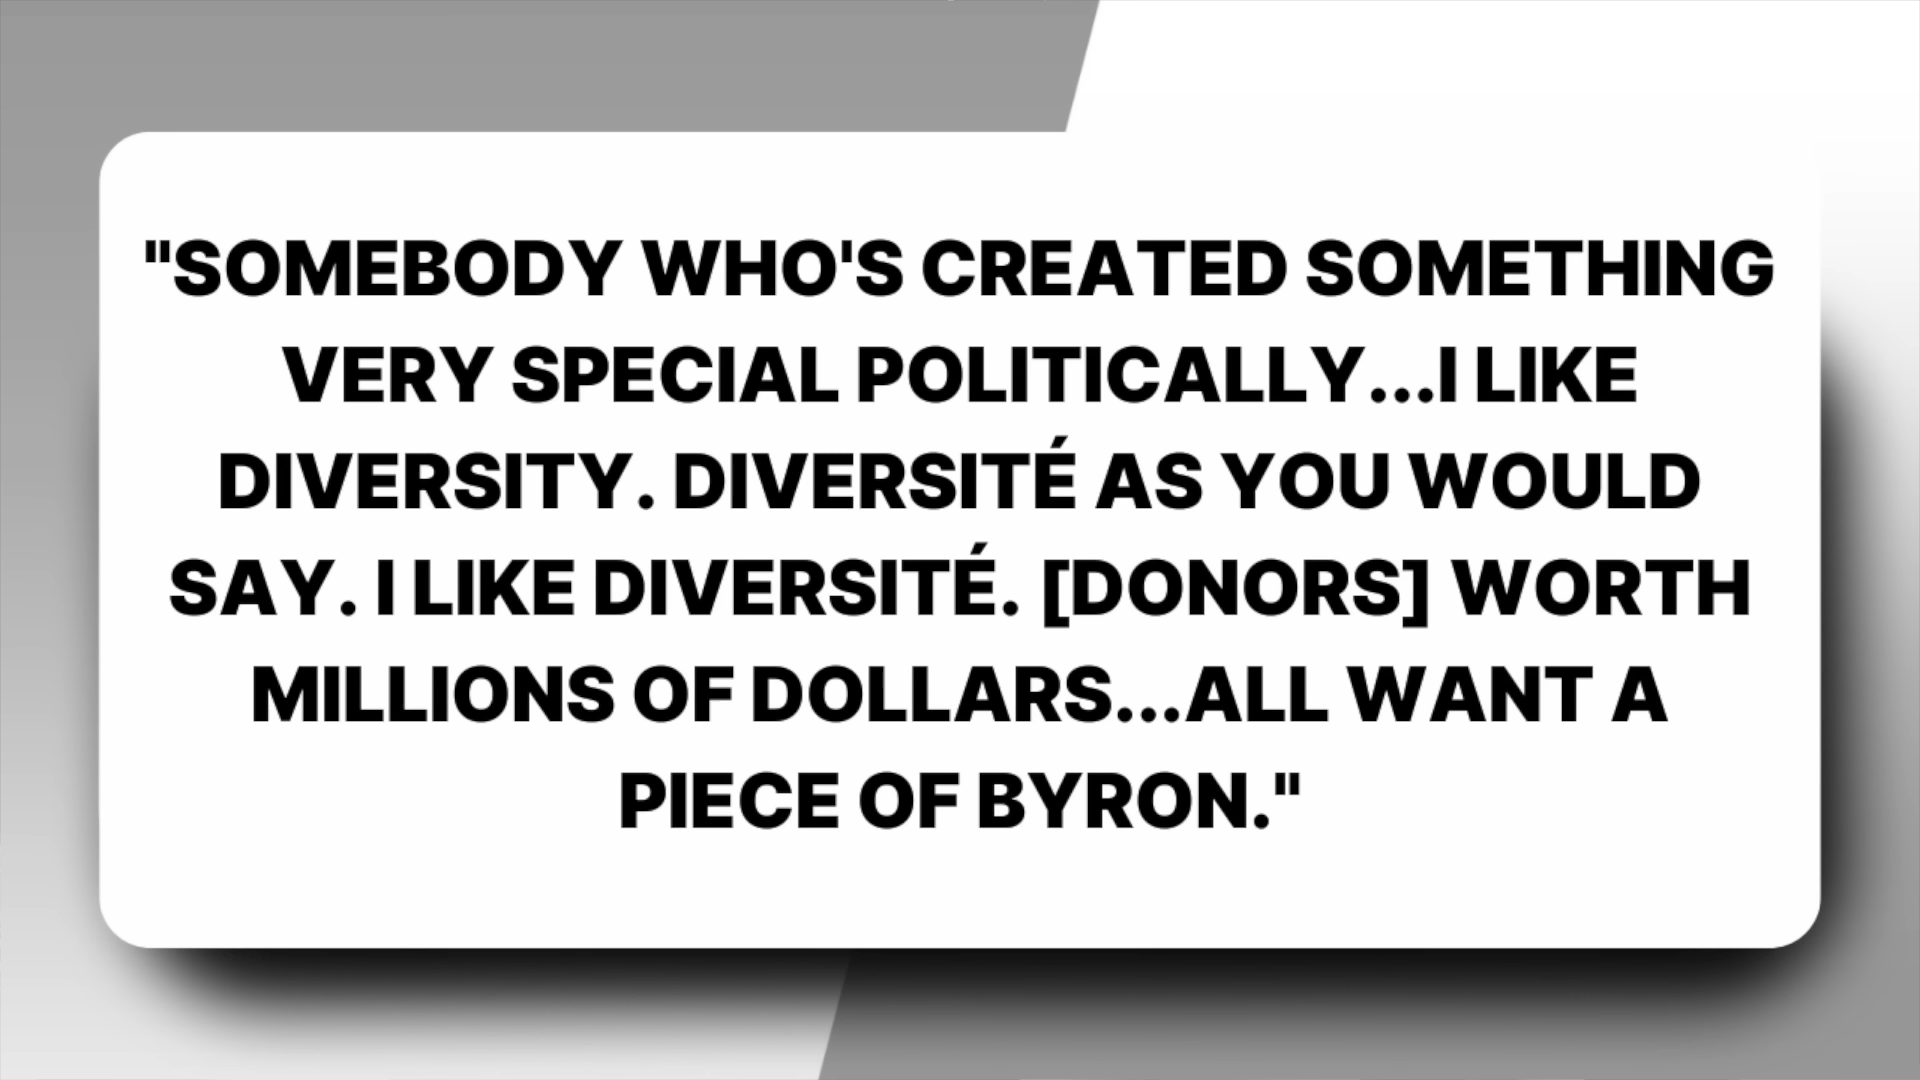 "SOMEBODY WHO'S CREATED SOMETHING
VERY SPECIAL POLITICALLY...I LIKE
DIVERSITY. DIVERSITÉ AS YOU WOULD
SAY. I LIKE DIVERSITÉ. [DONORS] WORTH
MILLIONS OF DOLLARS...ALL WANT A
PIECE OF BYRON."